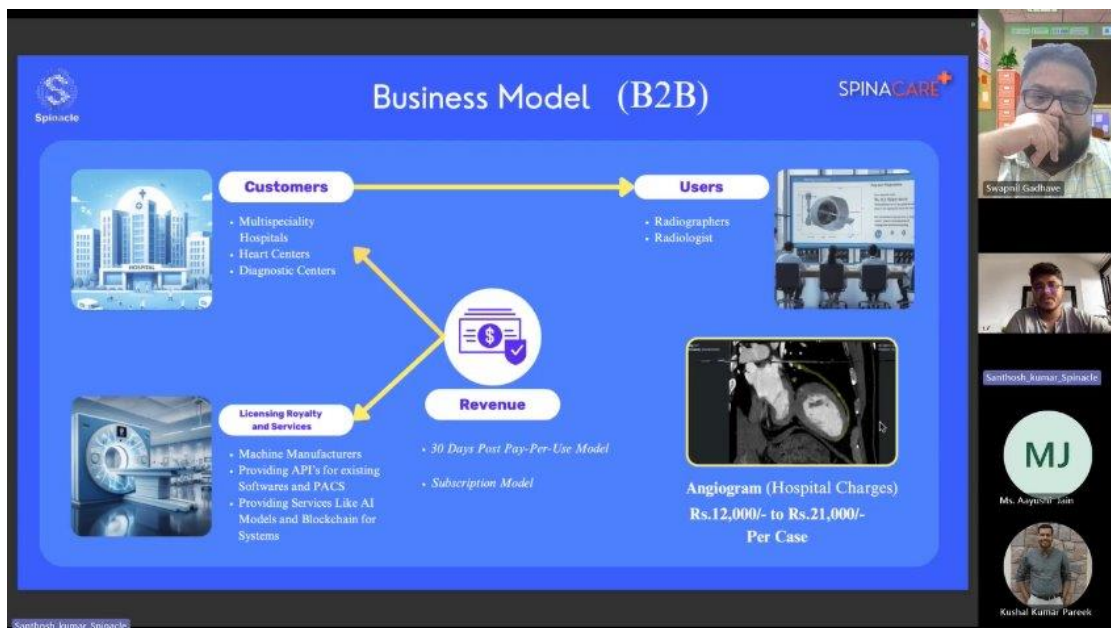 Spinacle
Business Model (B2B)
SPINACARE
Customers
• Multispeciality
Hospitals
• Heart Centers
• Diagnostic Centers
HOSPITAL
Users
• Radiographers
• Radiologist
Licensing Royalty
and Services
• Machine Manufacturers
• Providing API's for existing
Softwares and PACS
• Providing Services Like AI
Models and Blockchain for
Systems
Revenue
• 30 Days Post Pay-Per-Use Model
• Subscription Model
Angiogram (Hospital Charges)
Rs.12,000/- to Rs.21,000/-
Per Case
Swapnil Gadhave
Santhosh_kumar_Spinacle
MJ
Ms. Aayushi Jain
Kushal Kumar Pareek
Santhosh_kumar_Spinacle